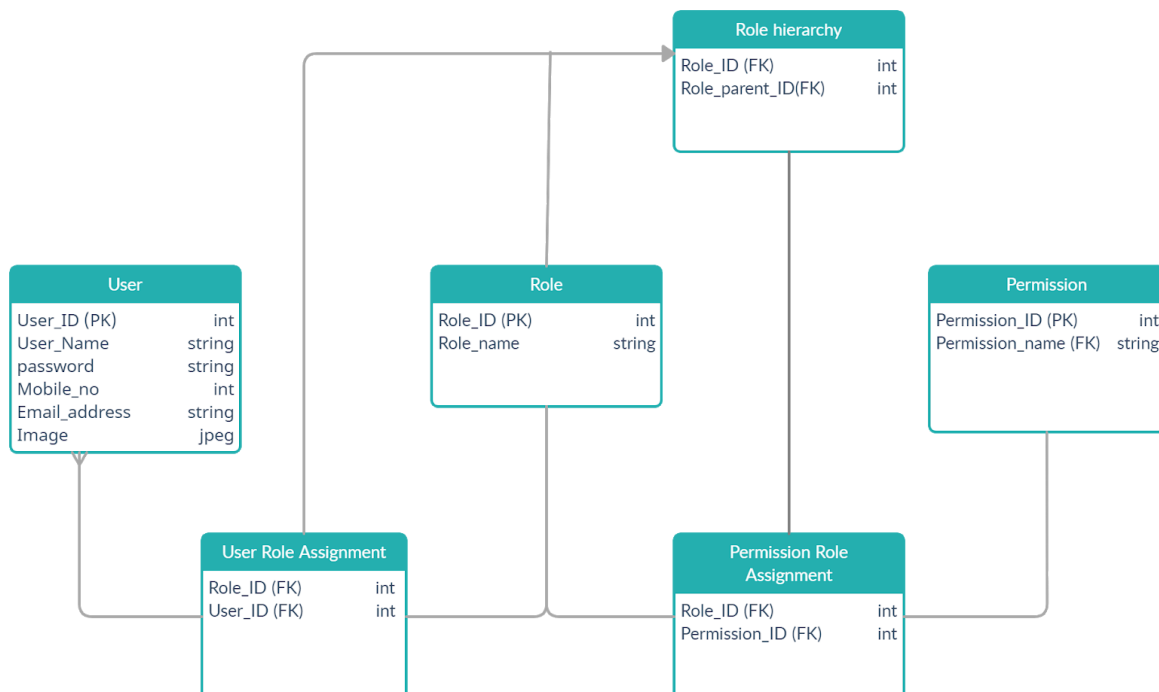 Role hierarchy
Role_ID (FK) int
Role_parent_ID(FK) int
User
User_ID (PK) int
User_Name string
password string
Mobile_no int
Email_address string
Image jpeg
Role
Role_ID (PK) int
Role_name string
Permission
Permission_ID (PK) int
Permission_name (FK) string
User Role Assignment
Role_ID (FK) int
User_ID (FK) int
Permission Role
Assignment
Role_ID (FK) int
Permission_ID (FK) int